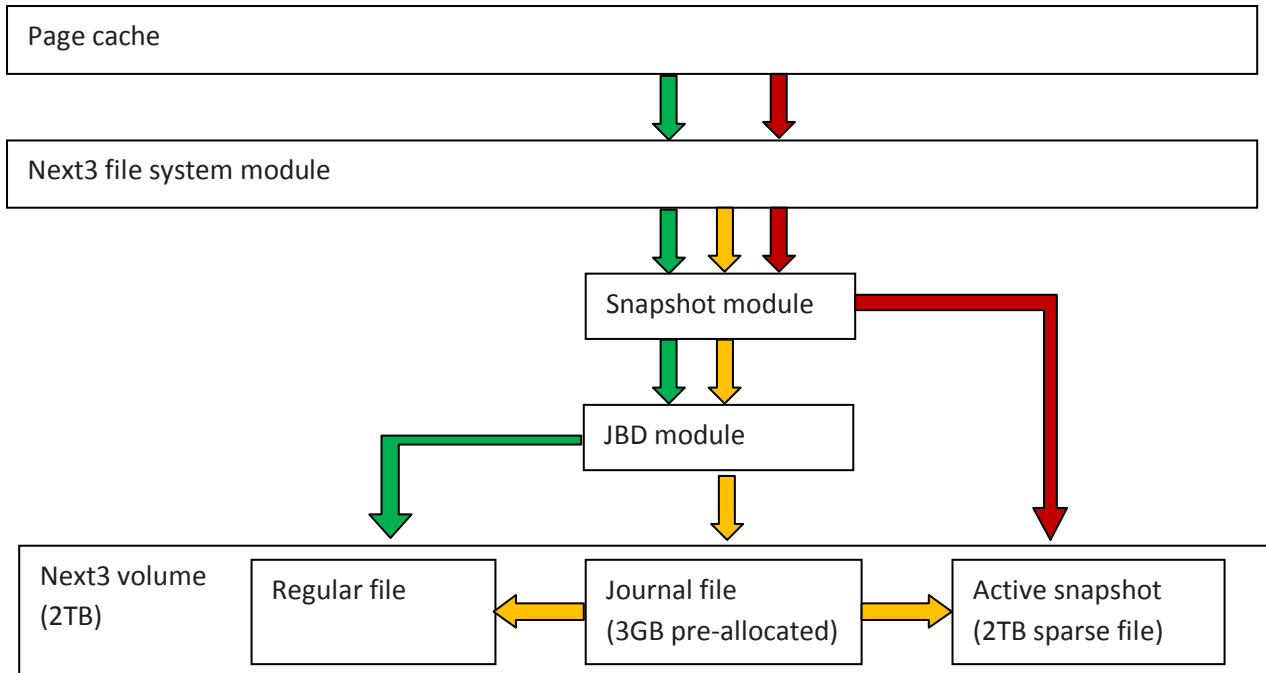 Page cache
Next3 file system module
Snapshot module
JBD module
Next3 volume
(2TB)
Regular file
Journal file
(3GB pre-allocated)
Active snapshot
(2TB sparse file)